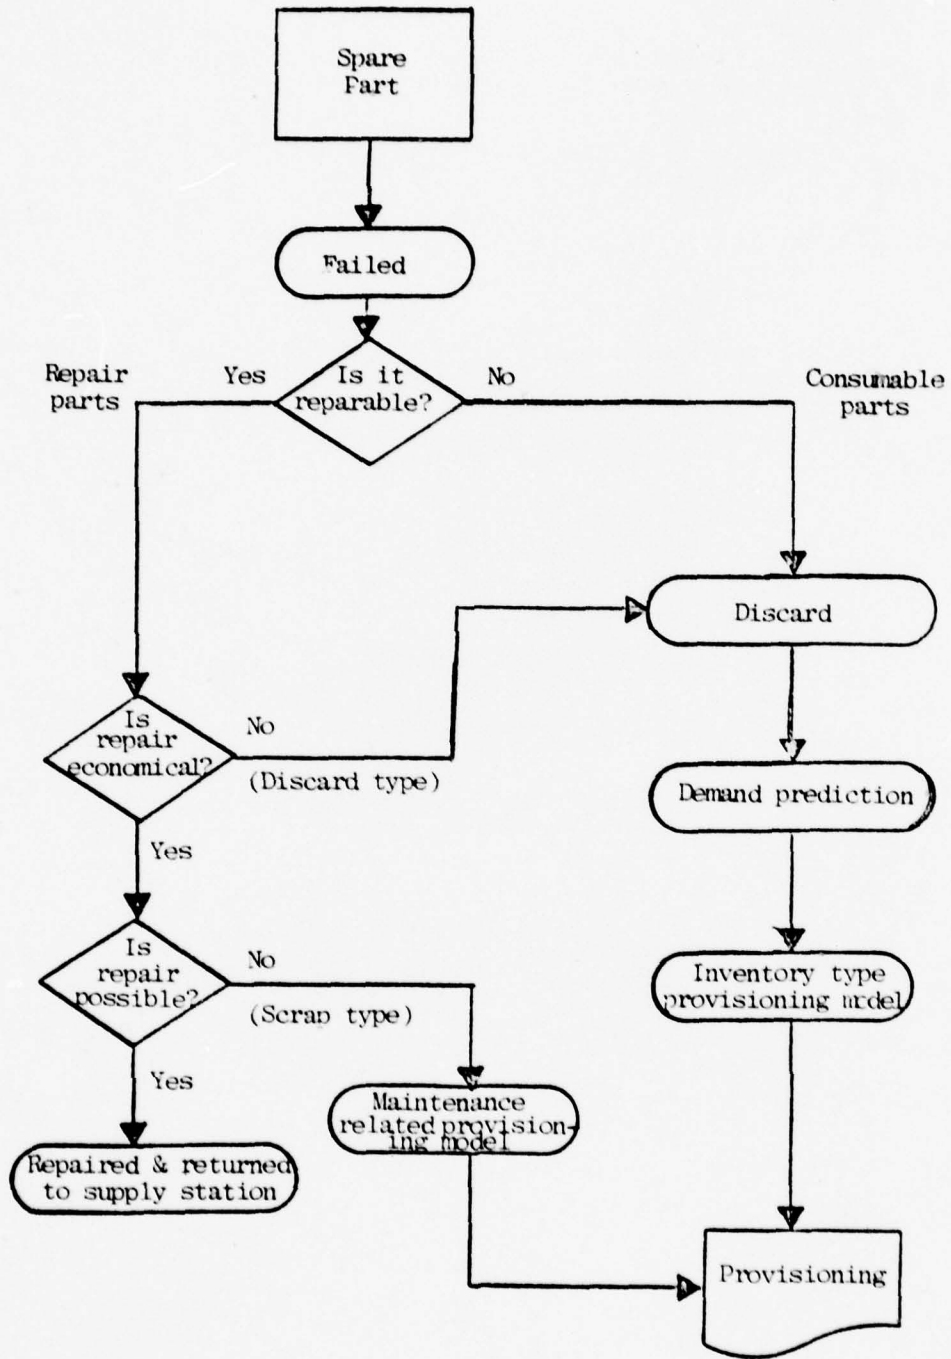 Spare
Part
Failed
Is it
reparable?
Yes
No
Repair
parts
Consumable
parts
Discard
Is
repair
economical?
No
(Discard type)
Yes
Demand prediction
Is
repair
possible?
No
(Scrap type)
Yes
Inventory type
provisioning model
Maintenance
related provision-
ing model
Repaired & returned
to supply station
Provisioning